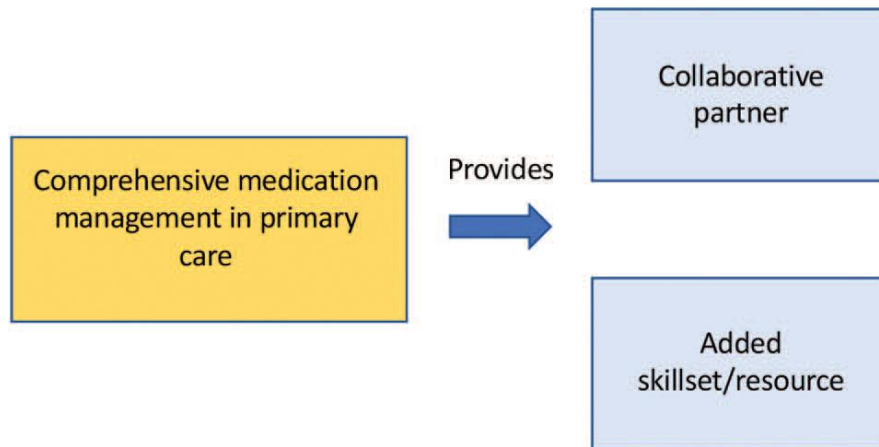 Comprehensive medication
management in primary
care
Provides
Collaborative
partner
Added
skillset/resource